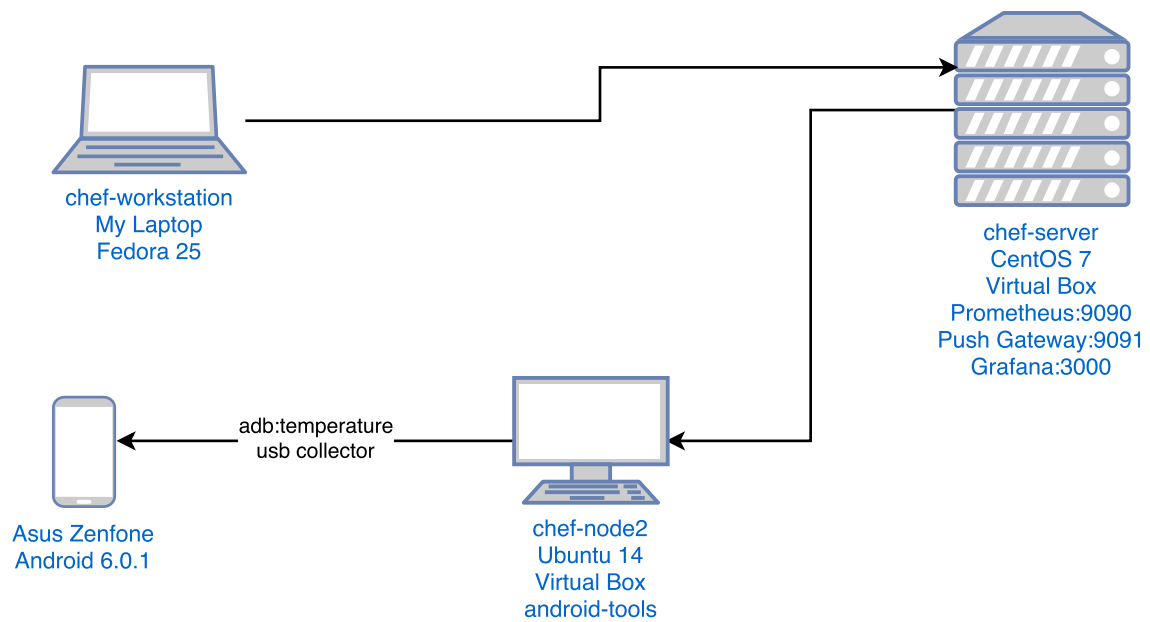 chef-workstation
My Laptop
Fedora 25
chef-server
CentOS 7
Virtual Box
Prometheus:9090
Push Gateway:9091
Grafana:3000
adb:temperature
usb collector
Asus Zenfone
Android 6.0.1
chef-node2
Ubuntu 14
Virtual Box
android-tools